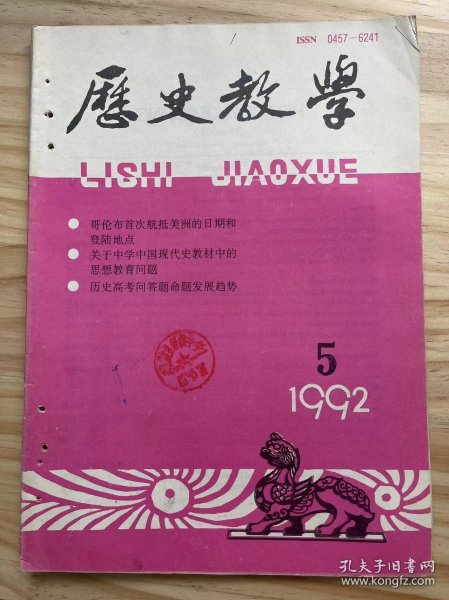 ISSN 0457-6241
歷史教學
LISHI JIAOXUE
哥伦布首次航抵美洲的日期和
登陆地点
关于中学中国现代史教材中的
思想教育问题
历史高考问答题命题发展趋势
5
1992
孔夫子旧书网
www.kongfz.com